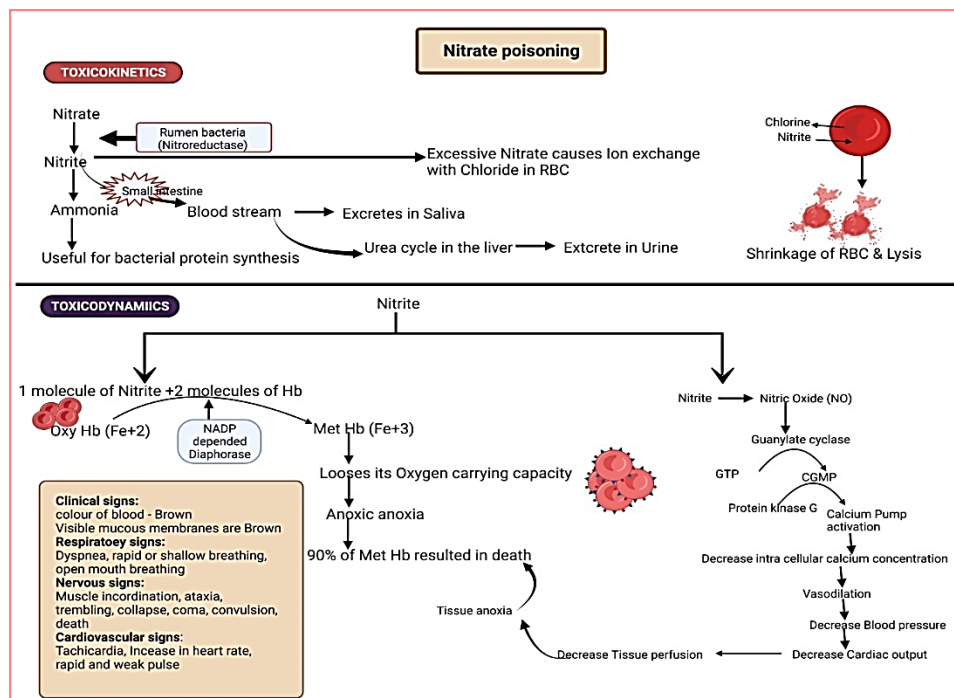 Nitrate poisoning
TOXICOKINETICS
Nitrate
Rumen bacteria
(Nitroreductase)
Nitrite
Excessive Nitrate causes Ion exchange
with Chloride in RBC
Small intestine
Ammonia
Blood stream
Excretes in Saliva
Useful for bacterial protein synthesis
Urea cycle in the liver
Extcrete in Urine
Chlorine
Nitrite
Shrinkage of RBC & Lysis
TOXICODYNAMIICS
Nitrite
1 molecule of Nitrite +2 molecules of Hb
Oxy Hb (Fe+2)
NADP
depended
Diaphorase
Met Hb (Fe+3)
Looses its Oxygen carrying capacity
Anoxic anoxia
90% of Met Hb resulted in death
Clinical signs:
colour of blood - Brown
Visible mucous membranes are Brown
Respiratoey signs:
Dyspnea, rapid or shallow breathing,
open mouth breathing
Nervous signs:
Muscle incordination, ataxia,
trembling, collapse, coma, convulsion,
death
Cardiovascular signs:
Tachicardia, Incease in heart rate,
rapid and weak pulse
Nitrite
Nitric Oxide (NO)
Guanylate cyclase
GTP
CGMP
Protein kinase G
Calcium Pump
activation
Decrease intra cellular calcium concentration
Vasodilation
Decrease Blood pressure
Decrease Cardiac output
Decrease Tissue perfusion
Tissue anoxia